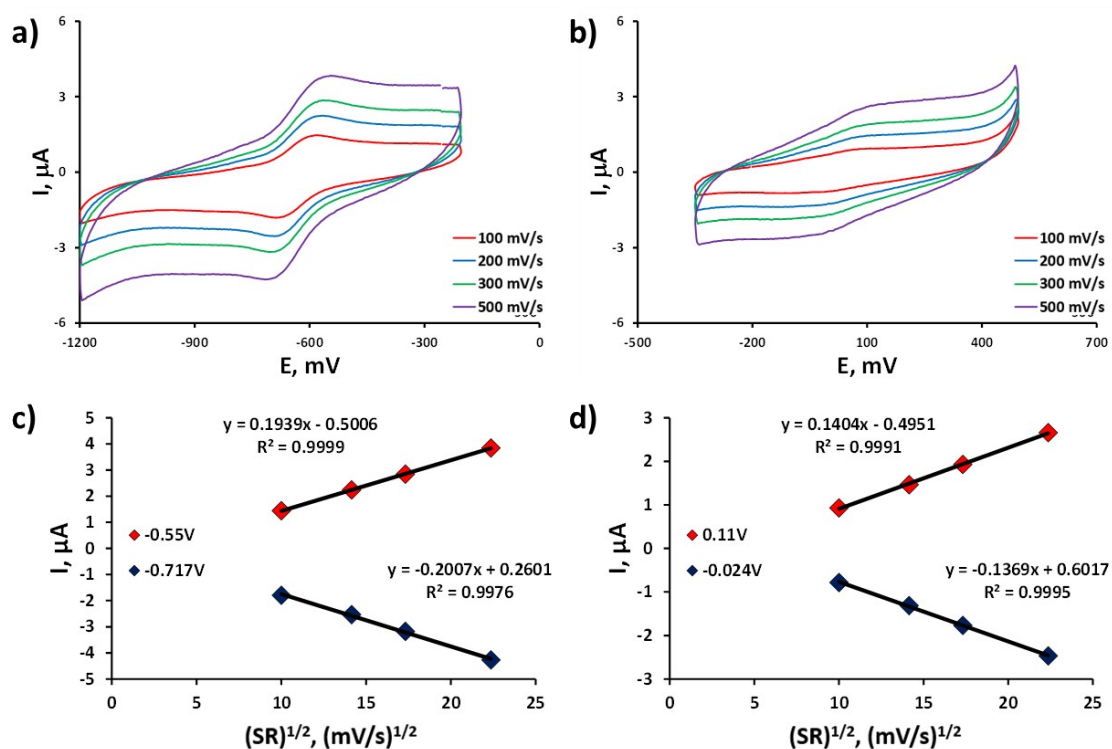 a)
6
3
0
-3
-6
I, µA
100 mV/s
200 mV/s
300 mV/s
500 mV/s
-1200
-900
-600
-300
0
E, mV
b)
6
3
0
-3
-6
I, µA
100 mV/s
200 mV/s
300 mV/s
500 mV/s
-500
-300
-100
100
400
700
E, mV
c)
5
4
3
2
1
0
-1
-2
-3
-4
-5
I, µA
y = 0.1939x - 0.5006
R² = 0.9999
-0.55V
-0.717V
y = -0.2007x + 0.2601
R² = 0.9976
0
5
10
15
20
25
(SR)^1/2, (mV/s)^1/2
d)
3
2
1
0
-1
-2
-3
I, µA
y = 0.1404x - 0.4951
R² = 0.9991
0.11V
-0.024V
y = -0.1369x + 0.6017
R² = 0.9995
0
5
10
15
20
25
(SR)^1/2, (mV/s)^1/2